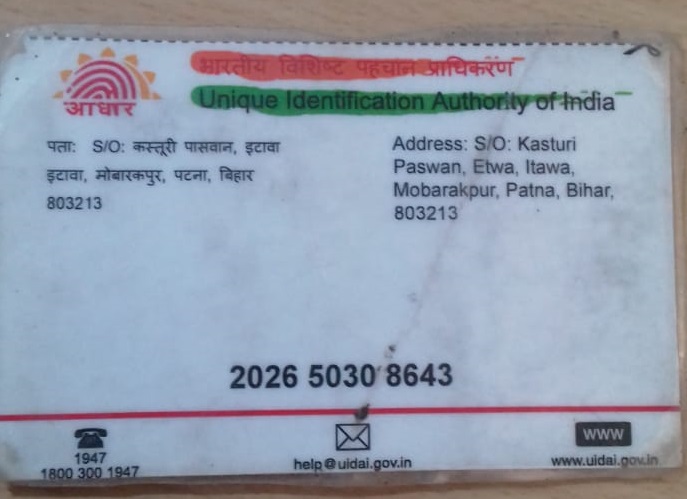 भारतीय विशिष्ट पहचान प्राधिकरण
आधार
Unique Identification Authority of India
पता: S/O: कस्तूरी पासवान, इटावा
इटावा, मोबारकपुर, पटना, बिहार
803213
Address: S/O: Kasturi
Paswan, Etwa, Itawa,
Mobarakpur, Patna, Bihar,
803213
2026 5030 8643
1947
1800 300 1947
help@uidai.gov.in
WWW
www.uidai.gov.in